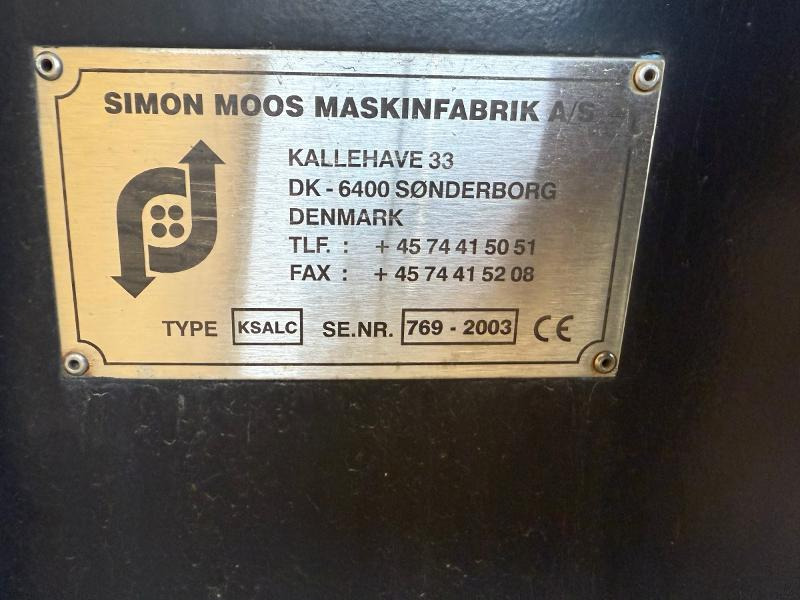 SIMON MOOS MASKINFABRIK A/S
KALLEHAVE 33
DK - 6400 SØNDERBORG
DENMARK
TLF. : + 45 74 41 50 51
FAX : + 45 74 41 52 08
TYPE KSALC SE.NR. 769 - 2003 CE